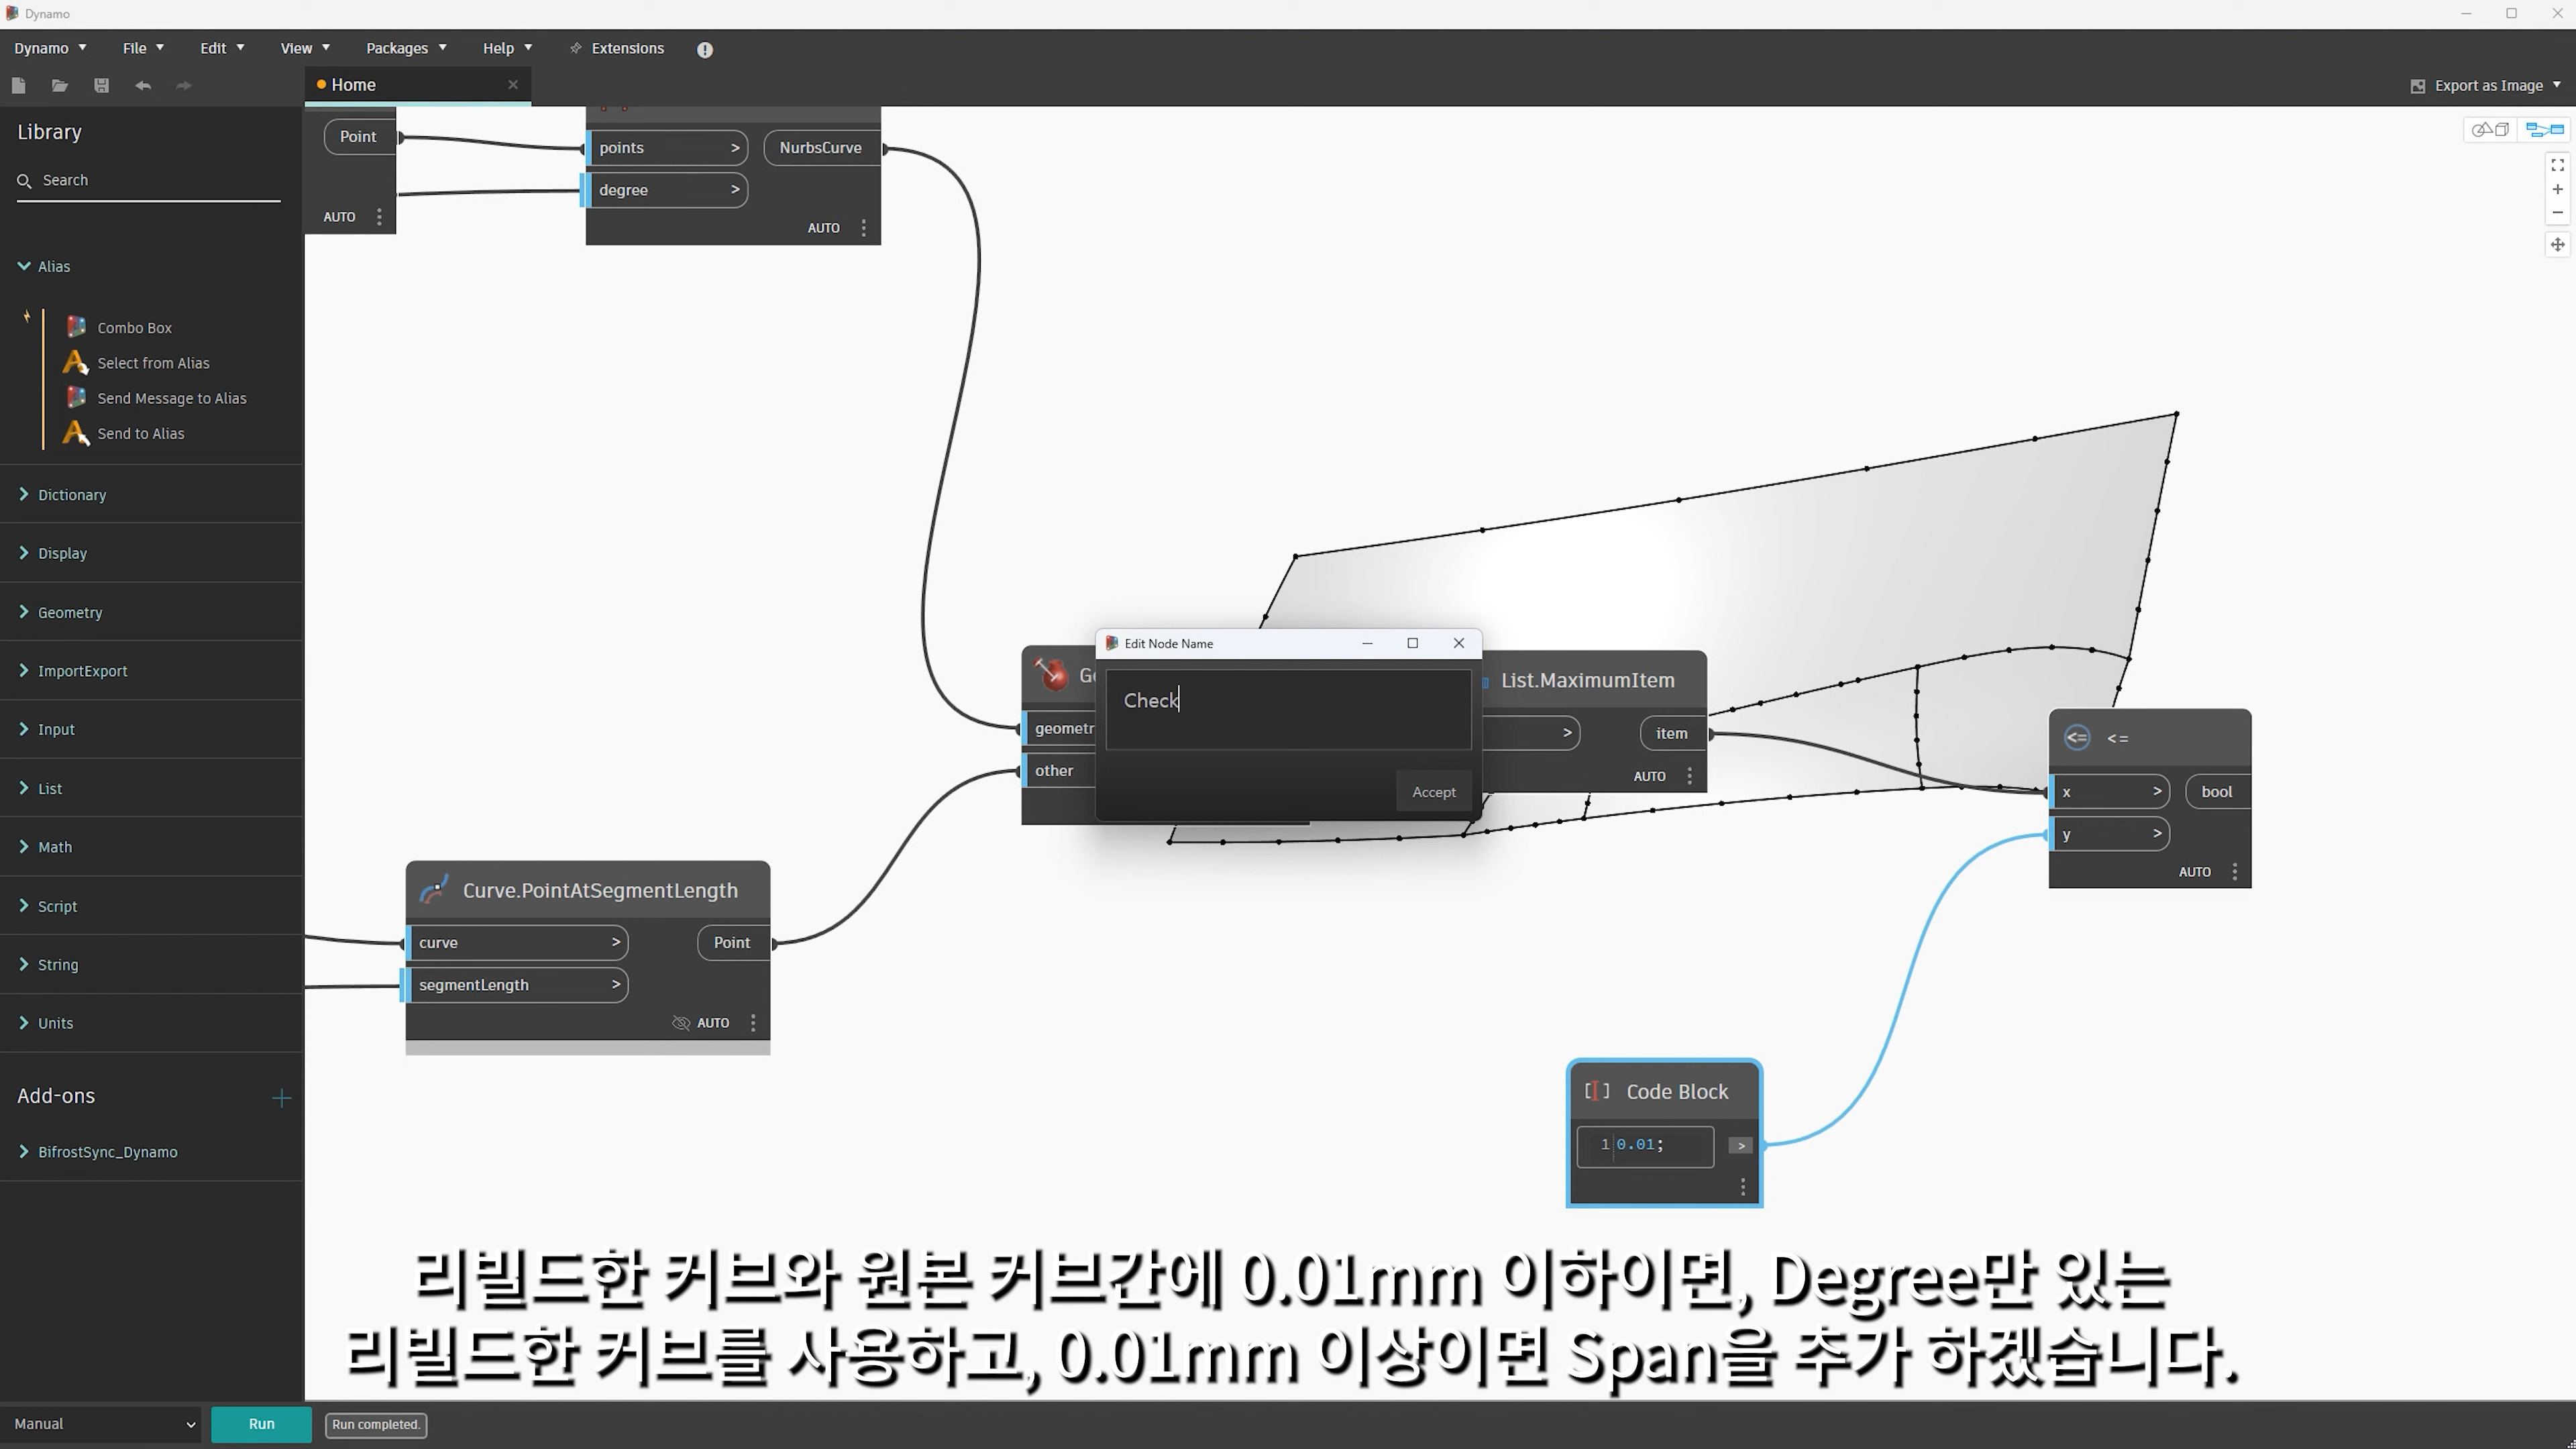 Dynamo
Dynamo File Edit View Packages Help Extensions
Home
Export as Image
Library
Search
Alias
Combo Box
Select from Alias
Send Message to Alias
Send to Alias
Dictionary
Display
Geometry
ImportExport
Input
List
Math
Script
String
Units
Add-ons
BifrostSync_Dynamo
Point
AUTO
points > NurbsCurve
degree >
AUTO
Ge
geometr
other
Edit Node Name
Check
Accept
List.MaximumItem
> item
AUTO
<= <=
x > bool
y >
AUTO
Curve.PointAtSegmentLength
curve > Point
segmentLength >
AUTO
[I] Code Block
1 0.01; >
리빌드한 커브와 원본 커브간에 0.01mm 이하이면, Degree만 있는
리빌드한 커브를 사용하고, 0.01mm 이상이면 Span을 추가 하겠습니다.
Manual Run Run completed.